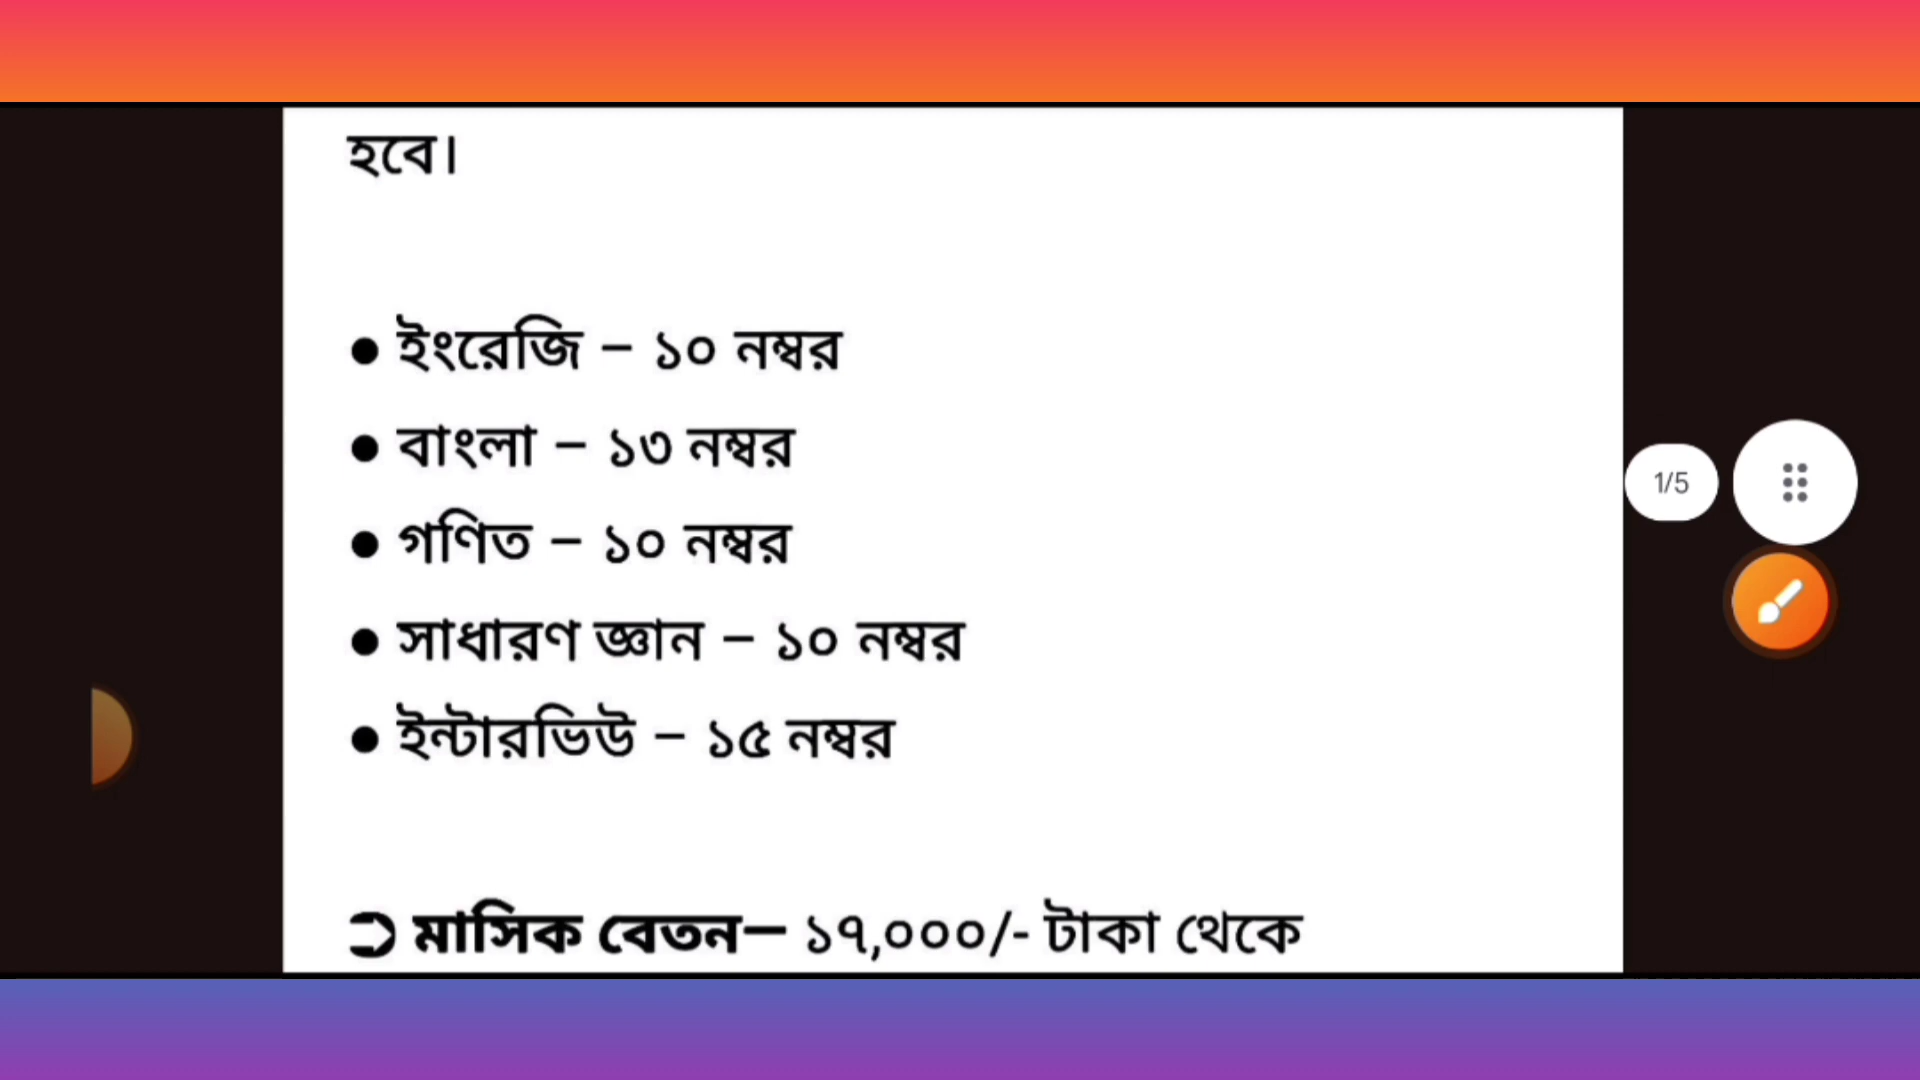 হবে।
● ইংরেজি – ১০ নম্বর
● বাংলা – ১৩ নম্বর
● গণিত – ১০ নম্বর
● সাধারণ জ্ঞান – ১০ নম্বর
● ইন্টারভিউ – ১৫ নম্বর
1/5
➲ মাসিক বেতন— ১৭,০০০/- টাকা থেকে